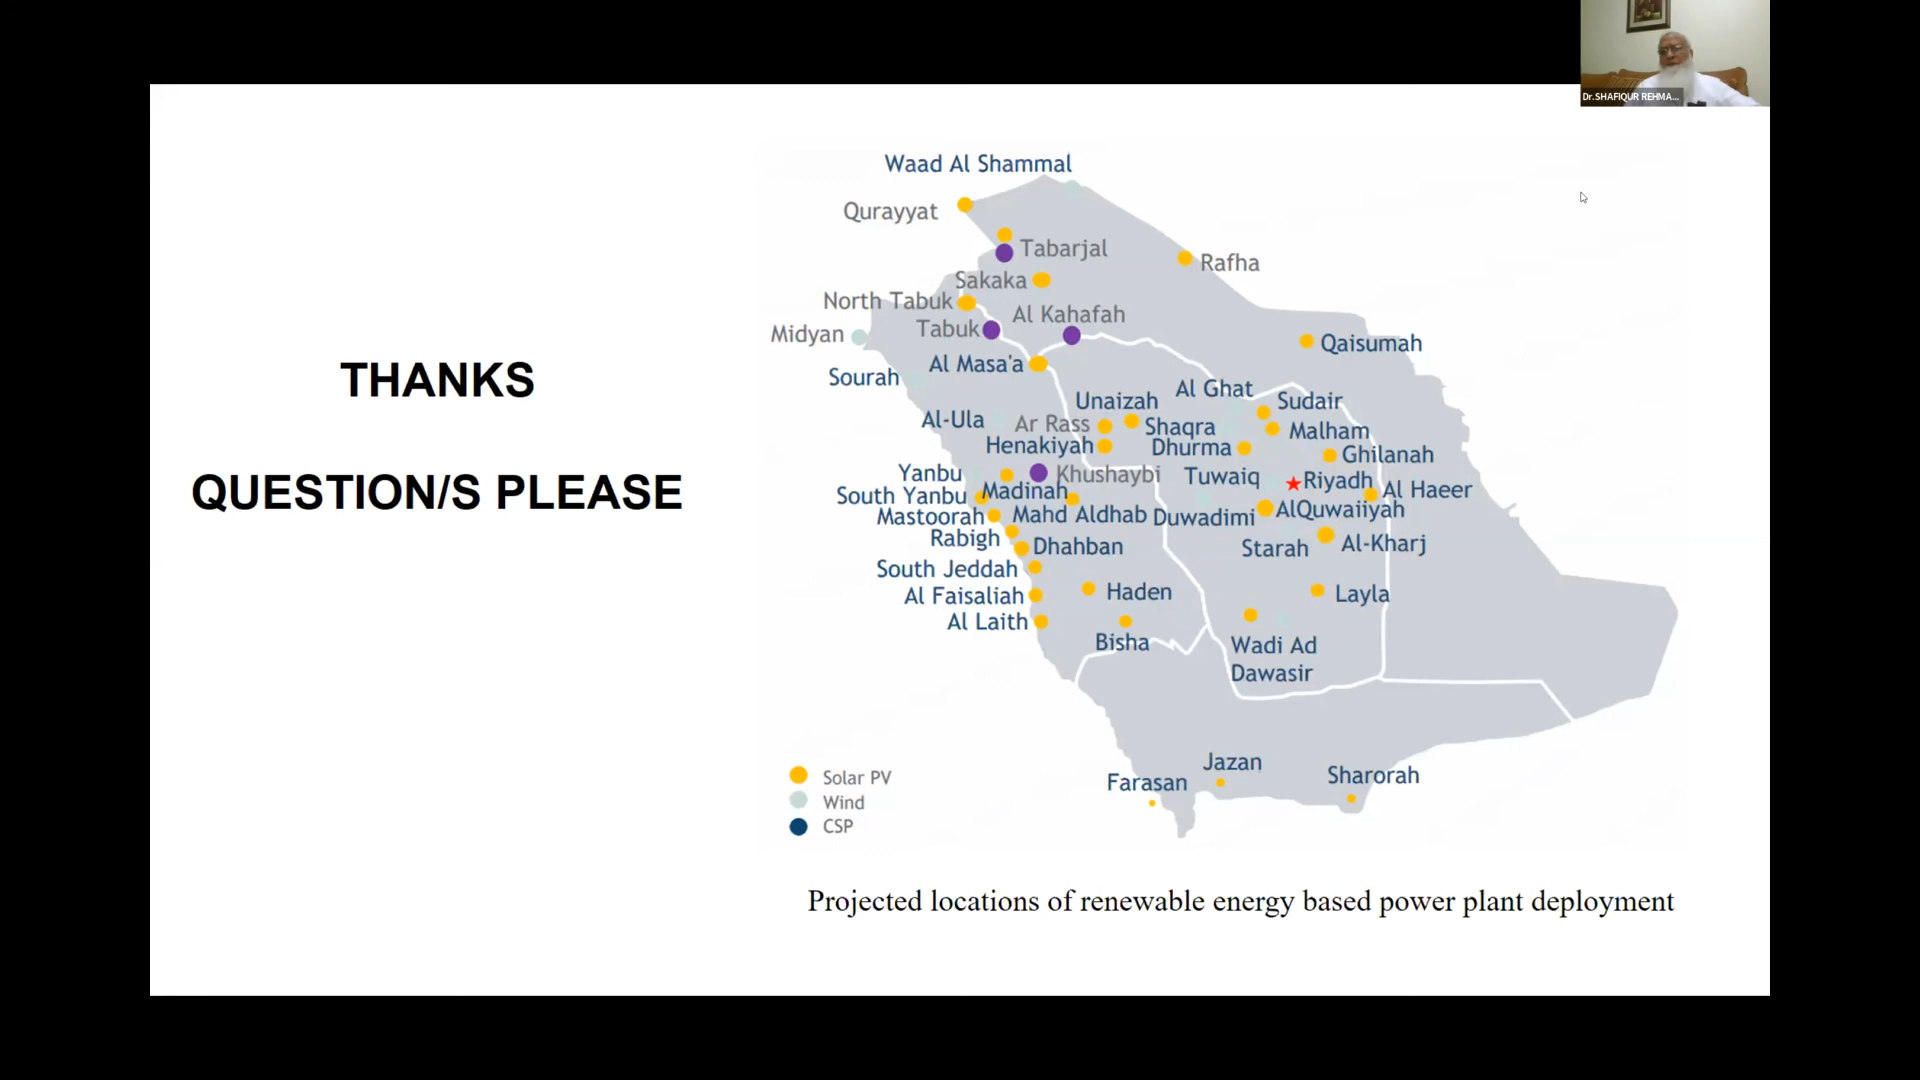 Dr.SHAFIQUR REHMA...
THANKS
QUESTION/S PLEASE
Waad Al Shammal
Qurayyat
Tabarjal
Rafha
Sakaka
North Tabuk
Al Kahafah
Midyan
Tabuk
Qaisumah
Al Masa'a
Sourah
Al Ghat
Unaizah
Sudair
Al-Ula
Ar Rass
Shaqra
Malham
Henakiyah
Dhurma
Ghilanah
Yanbu
Khushaybi
Tuwaiq
Riyadh
Al Haeer
South Yanbu
Madinah
Mastoorah
Mahd Aldhab
Duwadimi
AlQuwaiiyah
Rabigh
Dhahban
Starah
Al-Kharj
South Jeddah
Al Faisaliah
Haden
Layla
Al Laith
Bisha
Wadi Ad
Dawasir
Jazan
Farasan
Sharorah
Solar PV
Wind
CSP
Projected locations of renewable energy based power plant deployment